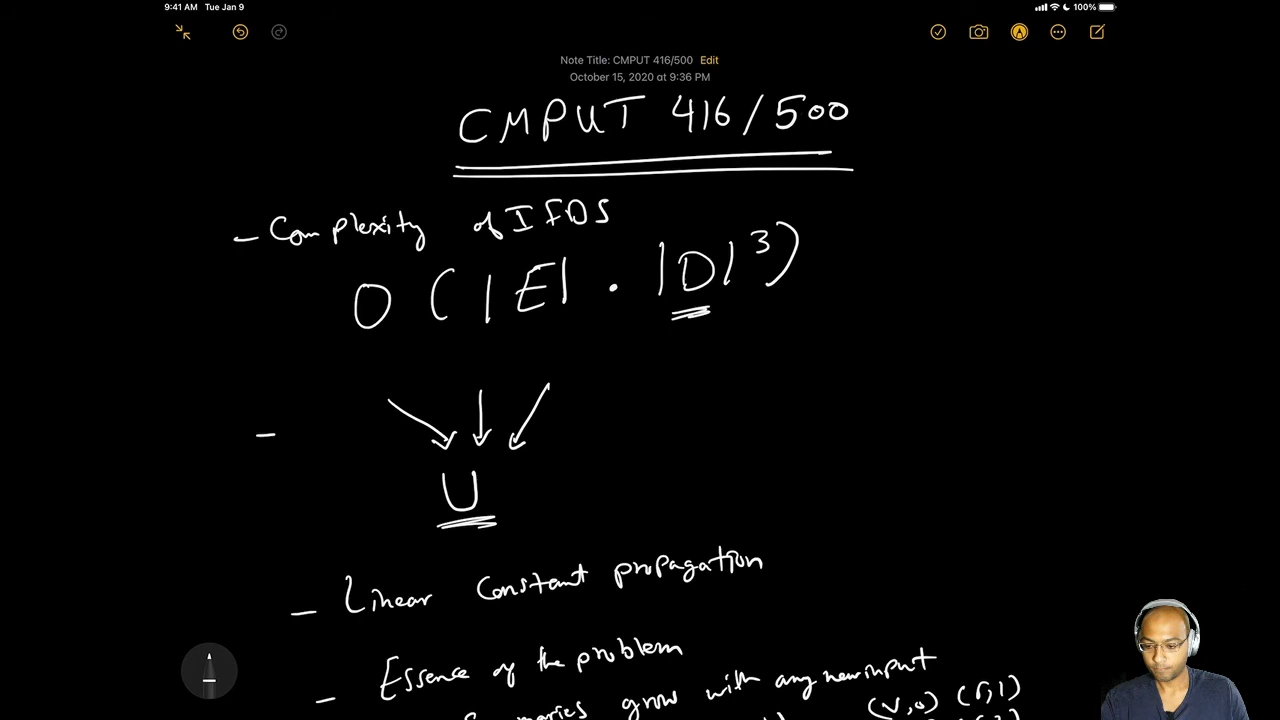 9:41 AM Tue Jan 9
100%
Note Title: CMPUT 416/500 Edit
October 15, 2020 at 9:36 PM
CMPUT 416/500
- Complexity of IFDS
O(|E| . |D|³)
-
U
- Linear Constant propagation
- Essence of the problem
Summaries grow with any new input
(v,0) (r,1)